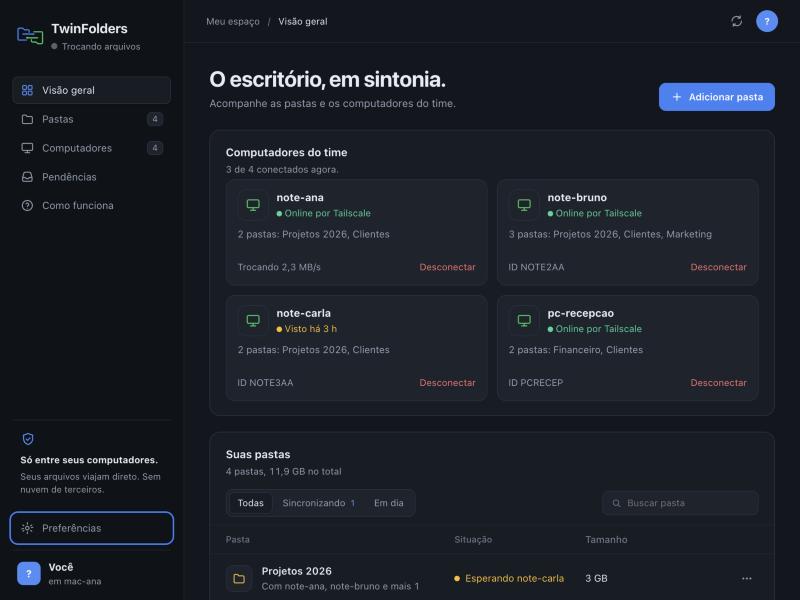 TwinFolders
Trocando arquivos
Visão geral
Pastas 4
Computadores 4
Pendências
Como funciona
Só entre seus computadores.
Seus arquivos viajam direto. Sem
nuvem de terceiros.
Preferências
? Você
em mac-ana
Meu espaço / Visão geral
?
O escritório, em sintonia.
Acompanhe as pastas e os computadores do time.
+ Adicionar pasta
Computadores do time
3 de 4 conectados agora.
note-ana
Online por Tailscale
2 pastas: Projetos 2026, Clientes
Trocando 2,3 MB/s Desconectar
note-bruno
Online por Tailscale
3 pastas: Projetos 2026, Clientes, Marketing
ID NOTE2AA Desconectar
note-carla
Visto há 3 h
2 pastas: Projetos 2026, Clientes
ID NOTE3AA Desconectar
pc-recepcao
Online por Tailscale
2 pastas: Financeiro, Clientes
ID PCRECEP Desconectar
Suas pastas
4 pastas, 11,9 GB no total
Todas Sincronizando 1 Em dia
Buscar pasta
Pasta Situação Tamanho
Projetos 2026
Com note-ana, note-bruno e mais 1
Esperando note-carla 3 GB ...